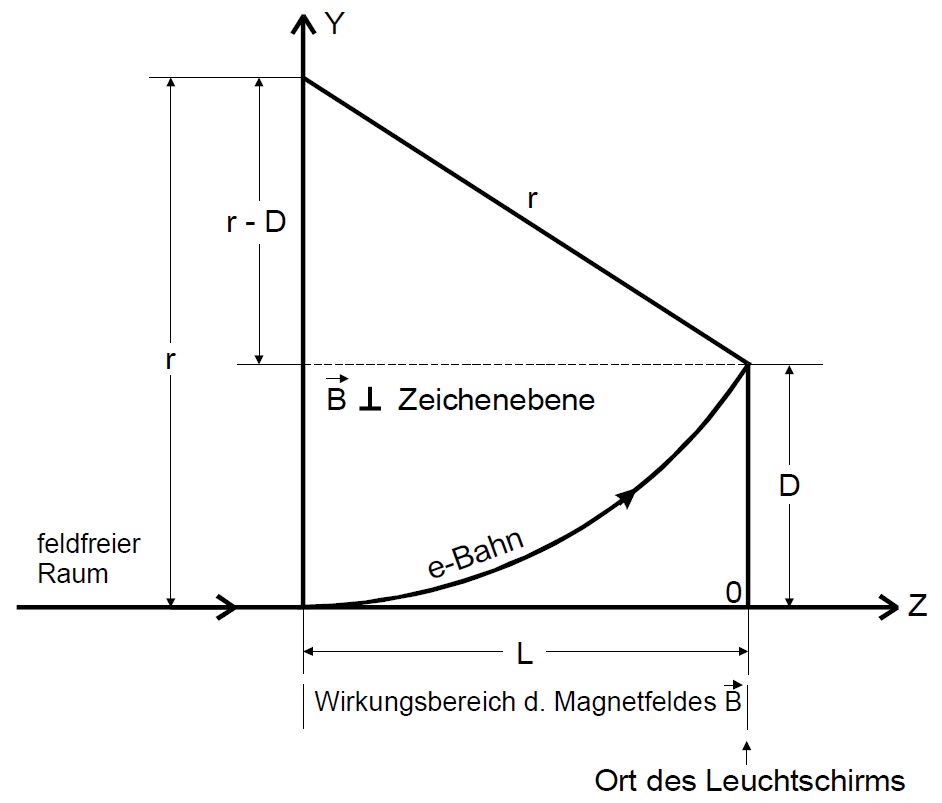 Y
r
r - D
r
B ⊥ Zeichenebene
D
e-Bahn
feldfreier
Raum
0
Z
L
Wirkungsbereich d. Magnetfeldes B
Ort des Leuchtschirms